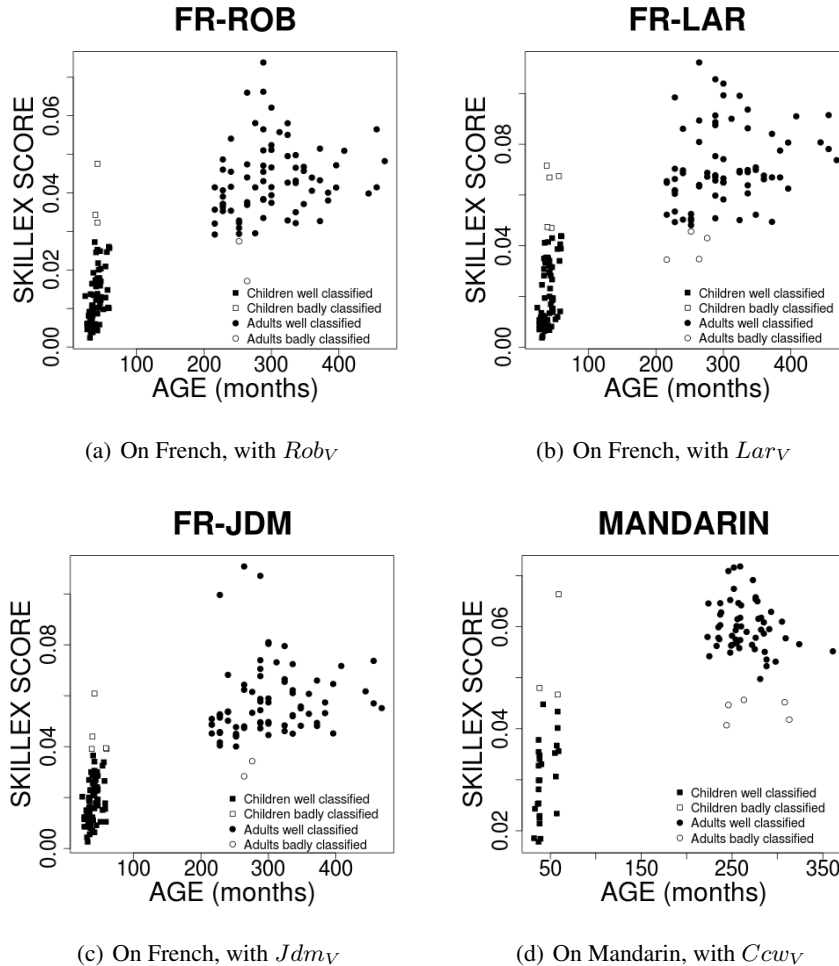 FR-ROB
SKILLEX SCORE
0.00 0.02 0.04 0.06
Children well classified
Children badly classified
Adults well classified
Adults badly classified
100 200 300 400
AGE (months)
(a) On French, with RobV
FR-LAR
SKILLEX SCORE
0.00 0.04 0.08
Children well classified
Children badly classified
Adults well classified
Adults badly classified
100 200 300 400
AGE (months)
(b) On French, with LarV
FR-JDM
SKILLEX SCORE
0.00 0.04 0.08
Children well classified
Children badly classified
Adults well classified
Adults badly classified
100 200 300 400
AGE (months)
(c) On French, with JdmV
MANDARIN
SKILLEX SCORE
0.02 0.04 0.06
Children well classified
Children badly classified
Adults well classified
Adults badly classified
50 150 250 350
AGE (months)
(d) On Mandarin, with CcwV